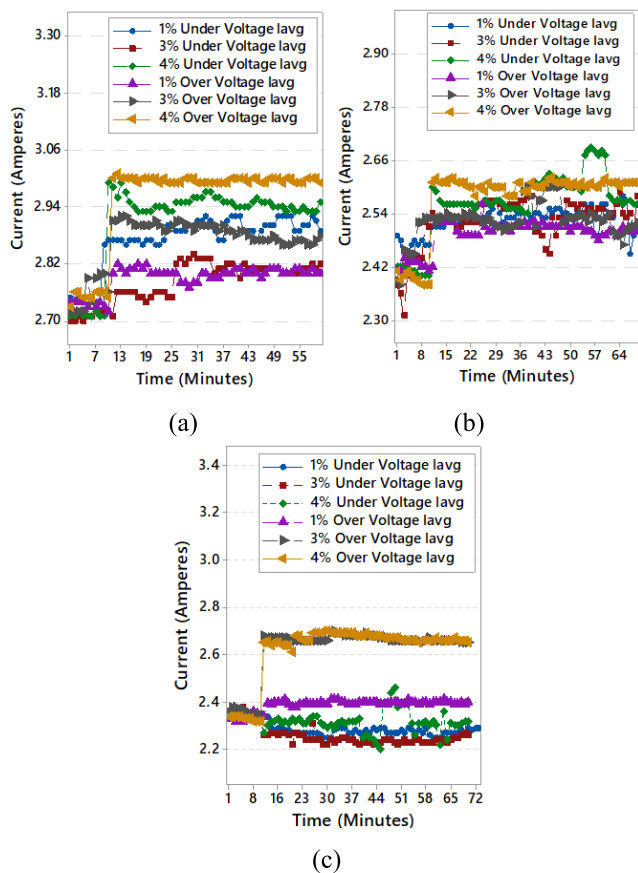 1% Under Voltage Iavg
3% Under Voltage Iavg
4% Under Voltage Iavg
1% Over Voltage Iavg
3% Over Voltage Iavg
4% Over Voltage Iavg
3.30
3.18
3.06
2.94
2.82
2.70
Current (Amperes)
1 7 13 19 25 31 37 43 49 55
Time (Minutes)
(a)
1% Under Voltage Iavg
3% Under Voltage Iavg
4% Under Voltage Iavg
1% Over Voltage Iavg
3% Over Voltage Iavg
4% Over Voltage Iavg
2.90
2.78
2.66
2.54
2.42
2.30
Current (Amperes)
1 8 15 22 29 36 43 50 57 64
Time (Minutes)
(b)
1% Under Voltage Iavg
3% Under Voltage Iavg
4% Under Voltage Iavg
1% Over Voltage Iavg
3% Over Voltage Iavg
4% Over Voltage Iavg
3.4
3.2
3.0
2.8
2.6
2.4
2.2
Current (Amperes)
1 9 16 23 30 37 44 51 58 65 72
Time (Minutes)
(c)